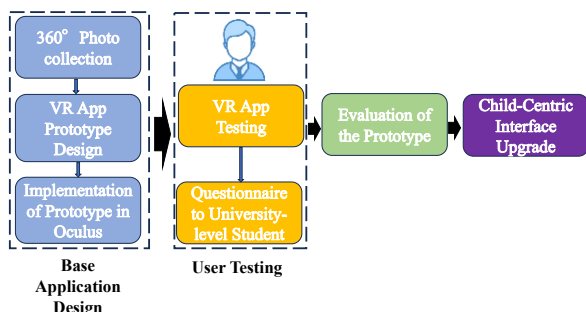 360° Photo
collection
VR App
Prototype
Design
Implementation
of Prototype in
Oculus
Base
Application
Design
VR App
Testing
Questionnaire
to University-
level Student
User Testing
Evaluation of
the Prototype
Child-Centric
Interface
Upgrade